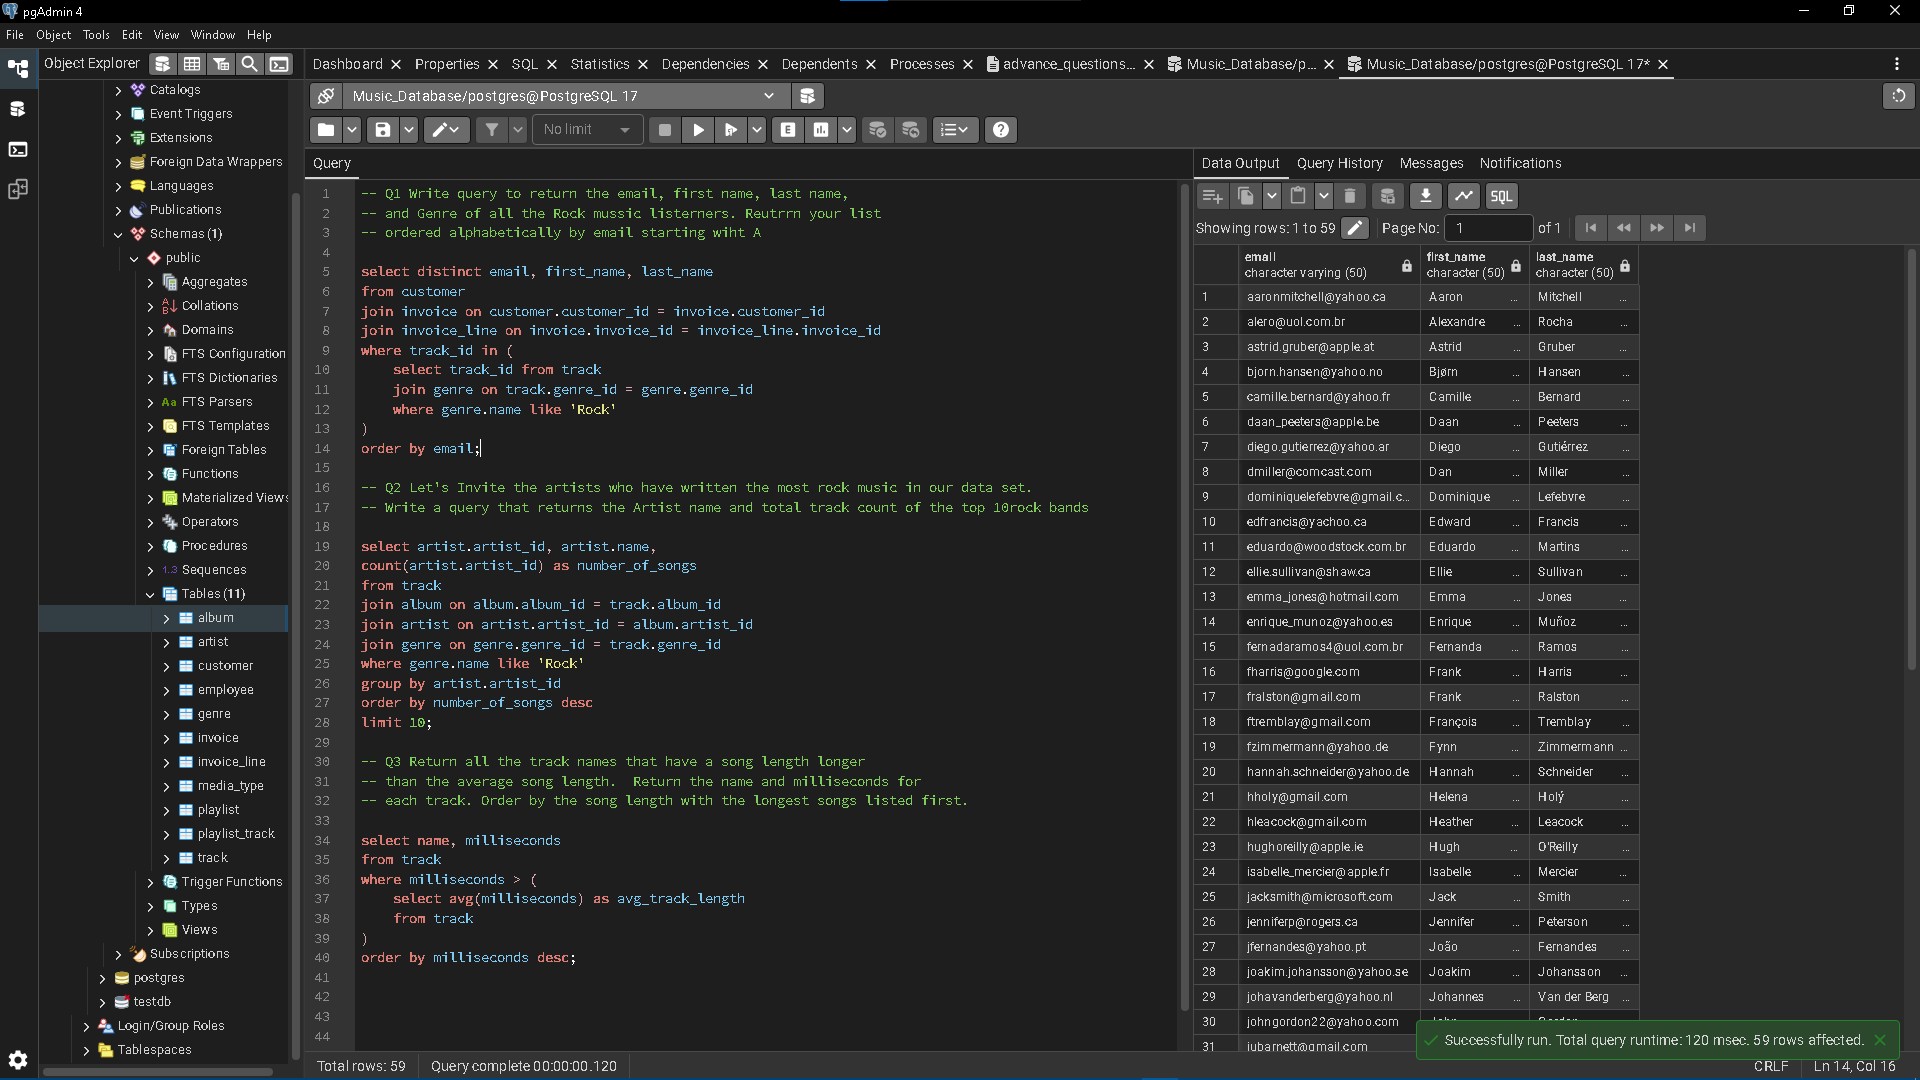 pgAdmin 4
File Object Tools Edit View Window Help
Object Explorer
Dashboard Properties SQL Statistics Dependencies Dependents Processes advance_questions... Music_Database/p... Music_Database/postgres@PostgreSQL 17*
Music_Database/postgres@PostgreSQL 17
No limit
Catalogs
Event Triggers
Extensions
Foreign Data Wrappers
Languages
Publications
Schemas (1)
public
Aggregates
Collations
Domains
FTS Configuration
FTS Dictionaries
FTS Parsers
FTS Templates
Foreign Tables
Functions
Materialized Views
Operators
Procedures
1.3 Sequences
Tables (11)
album
artist
customer
employee
genre
invoice
invoice_line
media_type
playlist
playlist_track
track
Trigger Functions
Types
Views
Subscriptions
postgres
testdb
Login/Group Roles
Tablespaces
Query
1 -- Q1 Write query to return the email, first name, last name,
2 -- and Genre of all the Rock mussic listerners. Reutrrn your list
3 -- ordered alphabetically by email starting wiht A
4
5 select distinct email, first_name, last_name
6 from customer
7 join invoice on customer.customer_id = invoice.customer_id
8 join invoice_line on invoice.invoice_id = invoice_line.invoice_id
9 where track_id in (
10 select track_id from track
11 join genre on track.genre_id = genre.genre_id
12 where genre.name like 'Rock'
13 )
14 order by email;
15
16 -- Q2 Let's Invite the artists who have written the most rock music in our data set.
17 -- Write a query that returns the Artist name and total track count of the top 10rock bands
18
19 select artist.artist_id, artist.name,
20 count(artist.artist_id) as number_of_songs
21 from track
22 join album on album.album_id = track.album_id
23 join artist on artist.artist_id = album.artist_id
24 join genre on genre.genre_id = track.genre_id
25 where genre.name like 'Rock'
26 group by artist.artist_id
27 order by number_of_songs desc
28 limit 10;
29
30 -- Q3 Return all the track names that have a song length longer
31 -- than the average song length. Return the name and milliseconds for
32 -- each track. Order by the song length with the longest songs listed first.
33
34 select name, milliseconds
35 from track
36 where milliseconds > (
37 select avg(milliseconds) as avg_track_length
38 from track
39 )
40 order by milliseconds desc;
41
42
43
44
Data Output Query History Messages Notifications
SQL
Showing rows: 1 to 59 Page No: 1 of 1
email first_name last_name
character varying (50) character (50) character (50)
1 aaronmitchell@yahoo.ca Aaron ... Mitchell ...
2 alero@uol.com.br Alexandre ... Rocha ...
3 astrid.gruber@apple.at Astrid ... Gruber ...
4 bjorn.hansen@yahoo.no Bjørn ... Hansen ...
5 camille.bernard@yahoo.fr Camille ... Bernard ...
6 daan_peeters@apple.be Daan ... Peeters ...
7 diego.gutierrez@yahoo.ar Diego ... Gutiérrez ...
8 dmiller@comcast.com Dan ... Miller ...
9 dominiquelefebvre@gmail.c... Dominique ... Lefebvre ...
10 edfrancis@yachoo.ca Edward ... Francis ...
11 eduardo@woodstock.com.br Eduardo ... Martins ...
12 ellie.sullivan@shaw.ca Ellie ... Sullivan ...
13 emma_jones@hotmail.com Emma ... Jones ...
14 enrique_munoz@yahoo.es Enrique ... Muñoz ...
15 fernadaramos4@uol.com.br Fernanda ... Ramos ...
16 fharris@google.com Frank ... Harris ...
17 fralston@gmail.com Frank ... Ralston ...
18 ftremblay@gmail.com François ... Tremblay ...
19 fzimmermann@yahoo.de Fynn ... Zimmermann ...
20 hannah.schneider@yahoo.de Hannah ... Schneider ...
21 hholy@gmail.com Helena ... Holý ...
22 hleacock@gmail.com Heather ... Leacock ...
23 hughoreilly@apple.ie Hugh ... O'Reilly ...
24 isabelle_mercier@apple.fr Isabelle ... Mercier ...
25 jacksmith@microsoft.com Jack ... Smith ...
26 jenniferp@rogers.ca Jennifer ... Peterson ...
27 jfernandes@yahoo.pt João ... Fernandes ...
28 joakim.johansson@yahoo.se Joakim ... Johansson ...
29 johavanderberg@yahoo.nl Johannes ... Van der Berg ...
30 johngordon22@yahoo.com
31 jubarnett@gmail.com
Successfully run. Total query runtime: 120 msec. 59 rows affected.
Total rows: 59 Query complete 00:00:00.120 CRLF Ln 14, Col 16